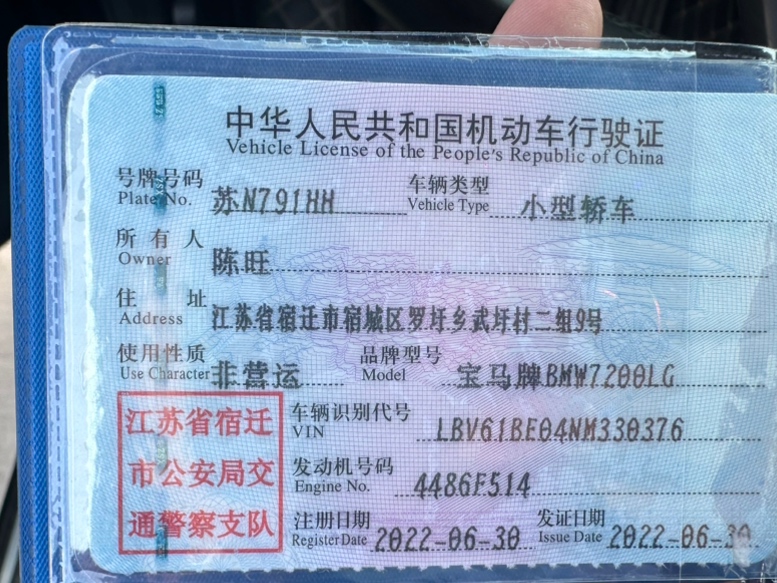 中华人民共和国机动车行驶证
Vehicle License of the People's Republic of China
号牌号码 苏N791HH 车辆类型 小型轿车
Plate No. Vehicle Type
所有人 陈旺
Owner
住址 江苏省宿迁市宿城区罗圩乡武圩村二组9号
Address
使用性质 非营运 品牌型号 宝马牌BMW7200LG
Use Character Model
江苏省宿迁
市公安局交
通警察支队
车辆识别代号 LBV61BE04NM330376
VIN
发动机号码 4486F514
Engine No.
注册日期 2022-06-30 发证日期 2022-06-30
Register Date Issue Date